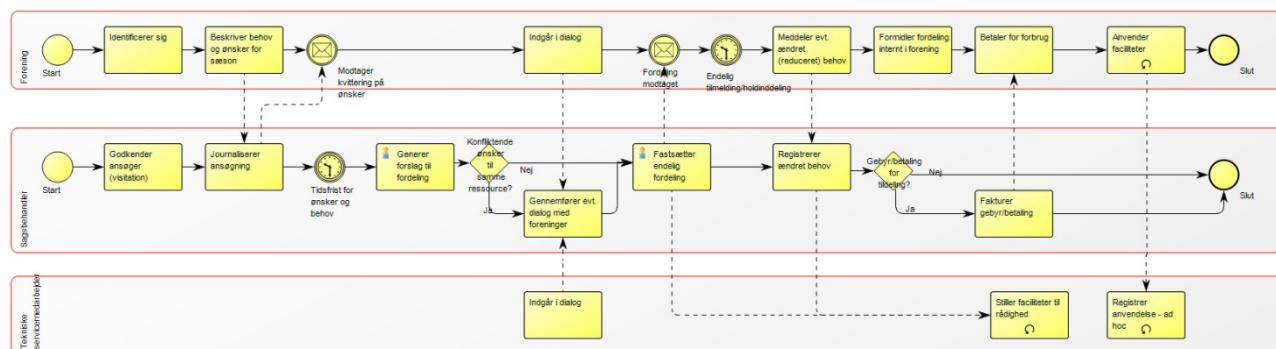 Forening
Start
Identificerer sig
Beskriver behov
og ønsker for
sæson
Modtager
kvittering på
ønsker
Indgår i dialog
Fordeling
modtaget
Endelig
tilmelding/holdinddeling
Meddeler evt.
ændret
(reduceret) behov
Formidler fordeling
internt i forening
Betaler for forbrug
Anvender
faciliteter
Slut
Sagsbehandler
Start
Godkender
ansøger
(visitation)
Journaliserer
ansøgning
Tidsfrist for
ønsker og
behov
Generer
forslag til
fordeling
Konfliktende
ønsker
til
samme
ressource?
Nej
Ja
Gennemfører evt.
dialog med
foreninger
Fastsætter
endelig
fordeling
Registrerer
ændret behov
Gebyr/betaling
for
tildeling?
Nej
Ja
Fakturer
gebyr/betaling
Slut
Tekniske
servicemedarbejder
Indgår i dialog
Stiller faciliteter til
rådighed
Registrer
anvendelse - ad
hoc